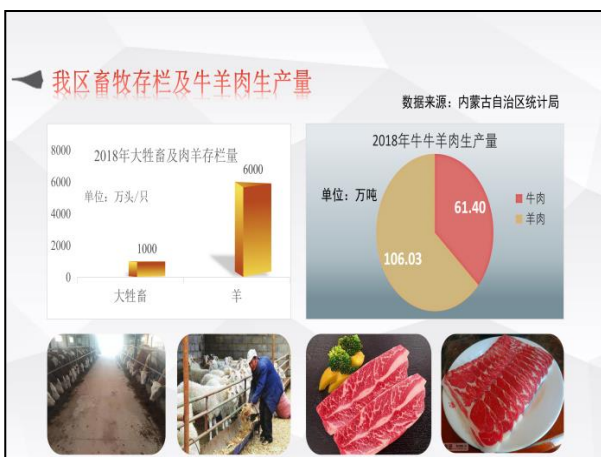 我区畜牧存栏及牛羊肉生产量
数据来源：内蒙古自治区统计局
2018年大牲畜及肉羊存栏量
单位：万头/只
8000
6000
4000
2000
0
1000
6000
大牲畜
羊
2018年牛牛羊肉生产量
单位：万吨
61.40
106.03
牛肉
羊肉